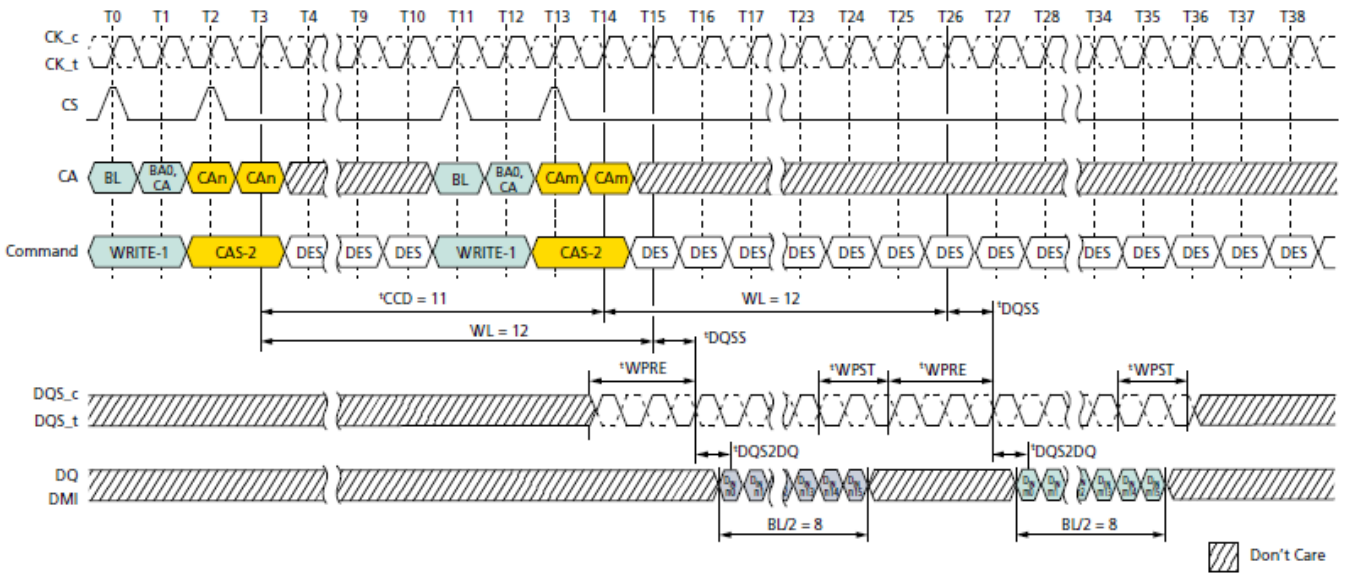 T0 T1 T2 T3 T4 T9 T10 T11 T12 T13 T14 T15 T16 T17 T23 T24 T25 T26 T27 T28 T34 T35 T36 T37 T38
CK_c
CK_t
CS
CA BL BA0, CA CAn CAn BL BA0, CA CAm CAm
Command WRITE-1 CAS-2 DES DES DES WRITE-1 CAS-2 DES DES DES DES DES DES DES DES DES DES DES DES DES DES
tCCD = 11 WL = 12 tDQSS
WL = 12 tDQSS
tWPRE tWPST tWPRE tWPST
DQS_c
DQS_t
tDQS2DQ tDQS2DQ
DQ
DMI
BL/2 = 8 BL/2 = 8
Don't Care